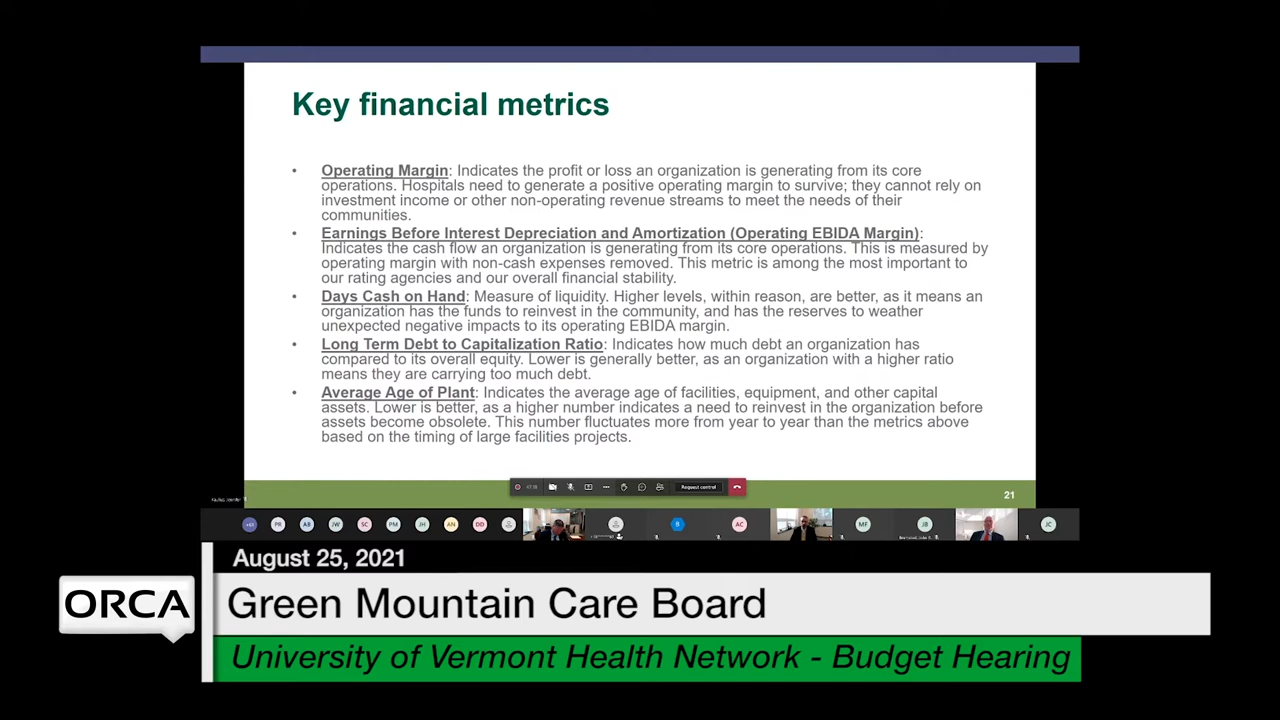 Key financial metrics
• Operating Margin: Indicates the profit or loss an organization is generating from its core
operations. Hospitals need to generate a positive operating margin to survive; they cannot rely on
investment income or other non-operating revenue streams to meet the needs of their
communities.
• Earnings Before Interest Depreciation and Amortization (Operating EBIDA Margin):
Indicates the cash flow an organization is generating from its core operations. This is measured by
operating margin with non-cash expenses removed. This metric is among the most important to
our rating agencies and our overall financial stability.
• Days Cash on Hand: Measure of liquidity. Higher levels, within reason, are better, as it means an
organization has the funds to reinvest in the community, and has the reserves to weather
unexpected negative impacts to its operating EBIDA margin.
• Long Term Debt to Capitalization Ratio: Indicates how much debt an organization has
compared to its overall equity. Lower is generally better, as an organization with a higher ratio
means they are carrying too much debt.
• Average Age of Plant: Indicates the average age of facilities, equipment, and other capital
assets. Lower is better, as a higher number indicates a need to reinvest in the organization before
assets become obsolete. This number fluctuates more from year to year than the metrics above
based on the timing of large facilities projects.
Request control
21
PR AB JW SC PM JH AN DD B AC MF JB JC
August 25, 2021
ORCA
Green Mountain Care Board
University of Vermont Health Network - Budget Hearing